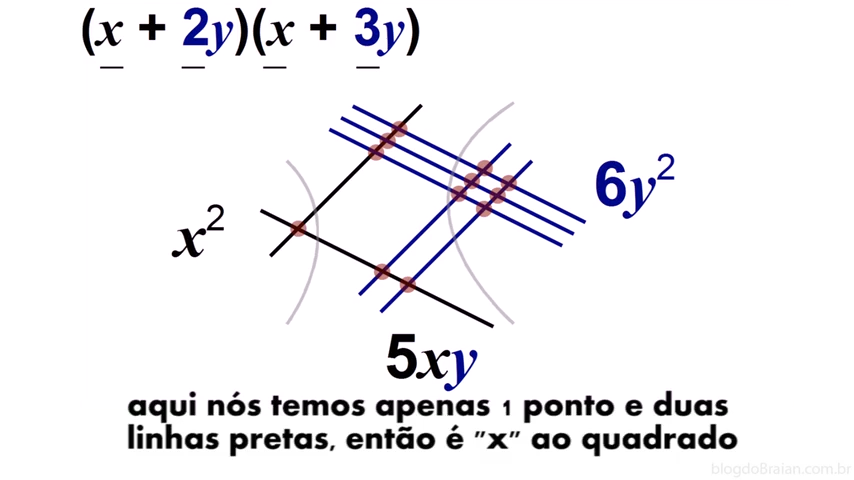 (x + 2y)(x + 3y)
6y²
x²
5xy
aqui nós temos apenas 1 ponto e duas
linhas pretas, então é "x" ao quadrado
blogdoBraian.com.br